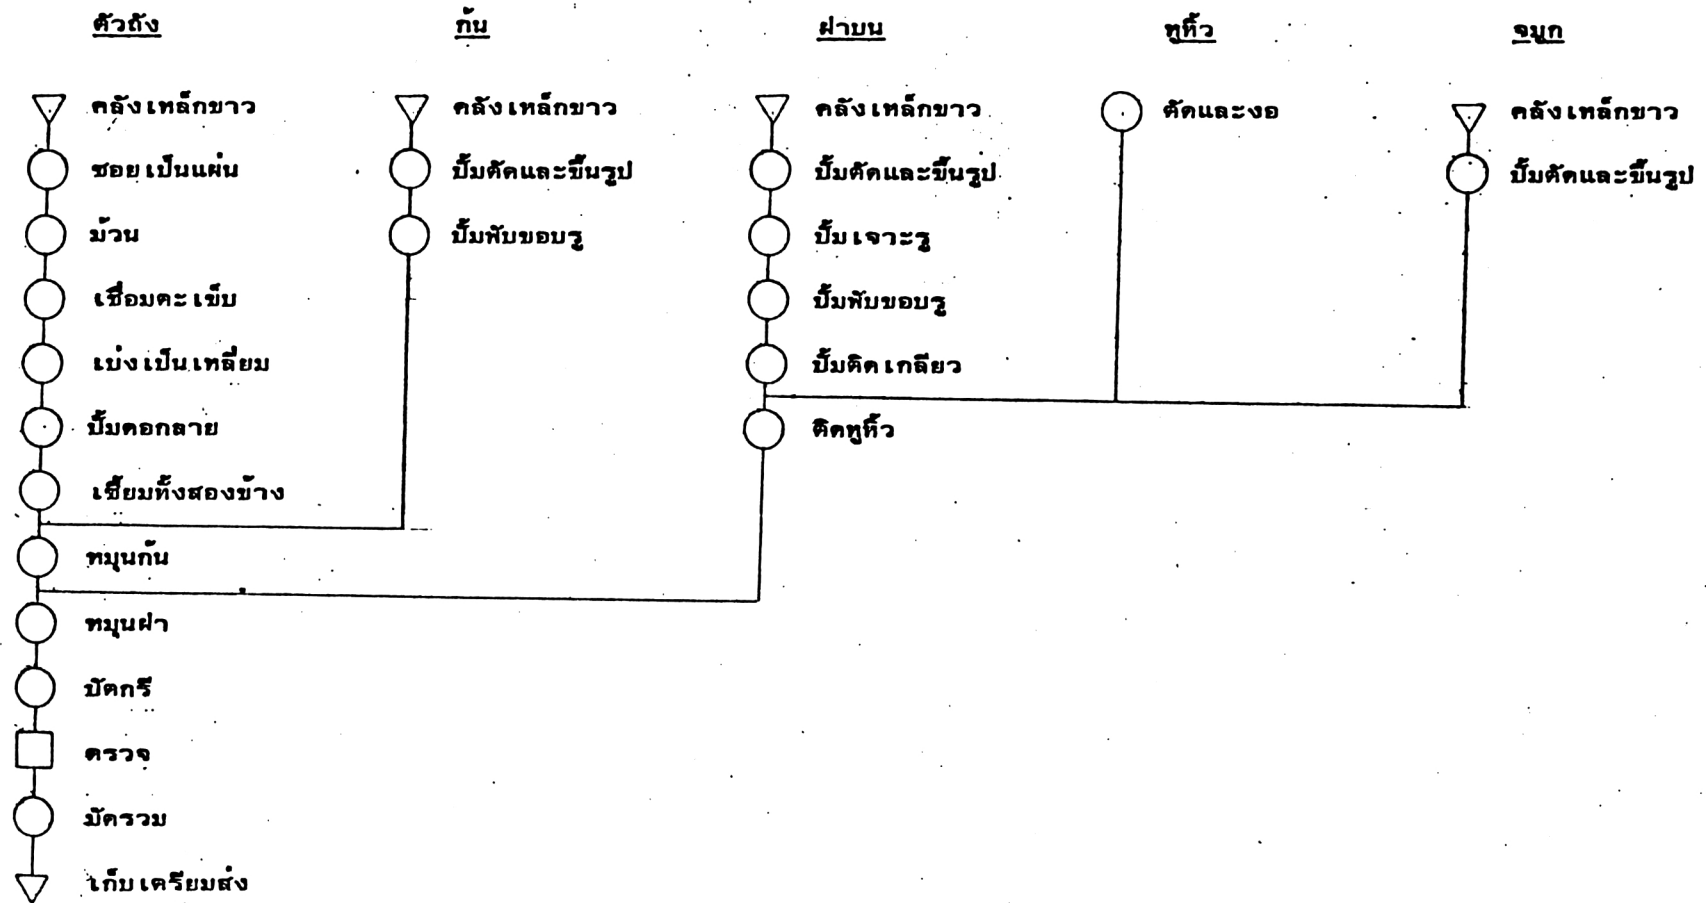 ตัวถัง
คลังเหล็กขาว
ซอยเป็นแผ่น
ม้วน
เชื่อมตะเข็บ
เบ่งเป็นเหลี่ยม
ปั๊มดอกลาย
เชี้ยมทั้งสองข้าง
หมุนก้น
หมุนฝา
บัดกรี
ตรวจ
มัดรวม
เก็บเตรียมส่ง
ก้น
คลังเหล็กขาว
ปั๊มตัดและขึ้นรูป
ปั๊มพับขอบรู
ฝาบน
คลังเหล็กขาว
ปั๊มตัดและขึ้นรูป
ปั๊มเจาะรู
ปั๊มพับขอบรู
ปั๊มติดเกลียว
ติดหูหิ้ว
หูหิ้ว
ตัดและงอ
จมูก
คลังเหล็กขาว
ปั๊มตัดและขึ้นรูป